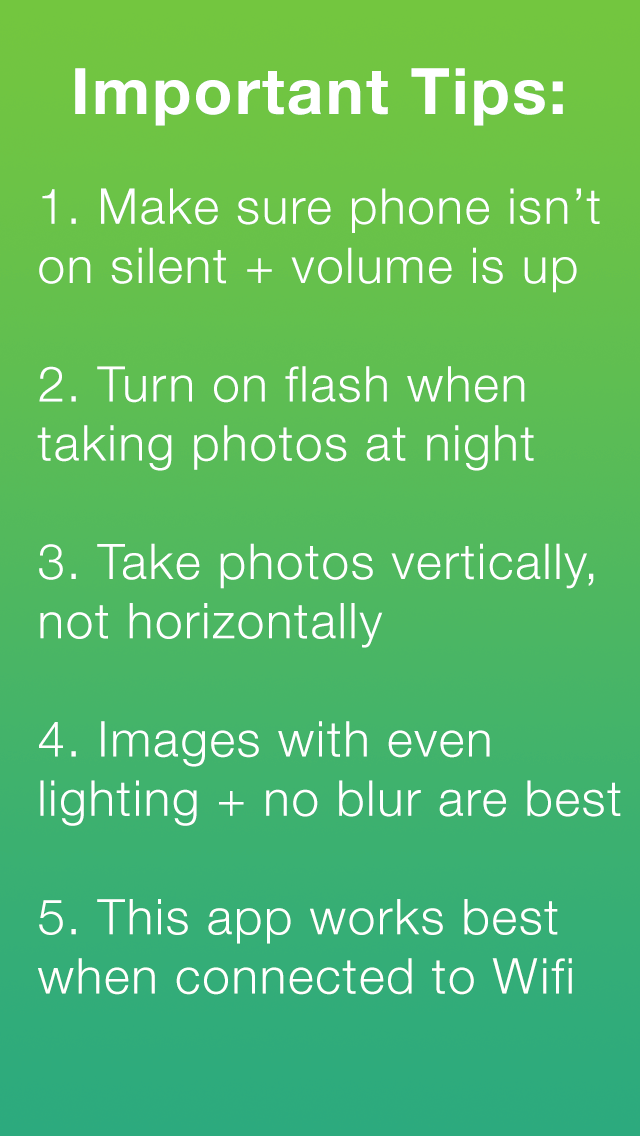 Important Tips:
1. Make sure phone isn’t
on silent + volume is up
2. Turn on flash when
taking photos at night
3. Take photos vertically,
not horizontally
4. Images with even
lighting + no blur are best
5. This app works best
when connected to Wifi